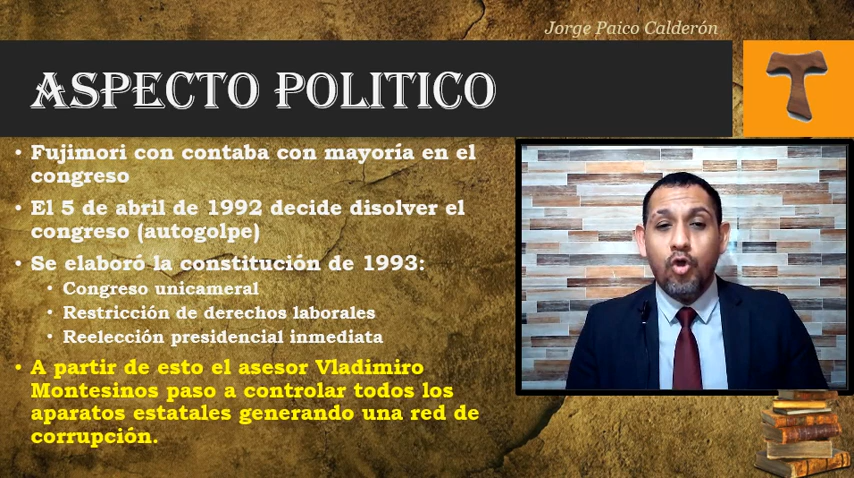 Jorge Paico Calderón
ASPECTO POLITICO
• Fujimori con contaba con mayoría en el
congreso
• El 5 de abril de 1992 decide disolver el
congreso (autogolpe)
• Se elaboró la constitución de 1993:
• Congreso unicameral
• Restricción de derechos laborales
• Reelección presidencial inmediata
• A partir de esto el asesor Vladimiro
Montesinos paso a controlar todos los
aparatos estatales generando una red de
corrupción.